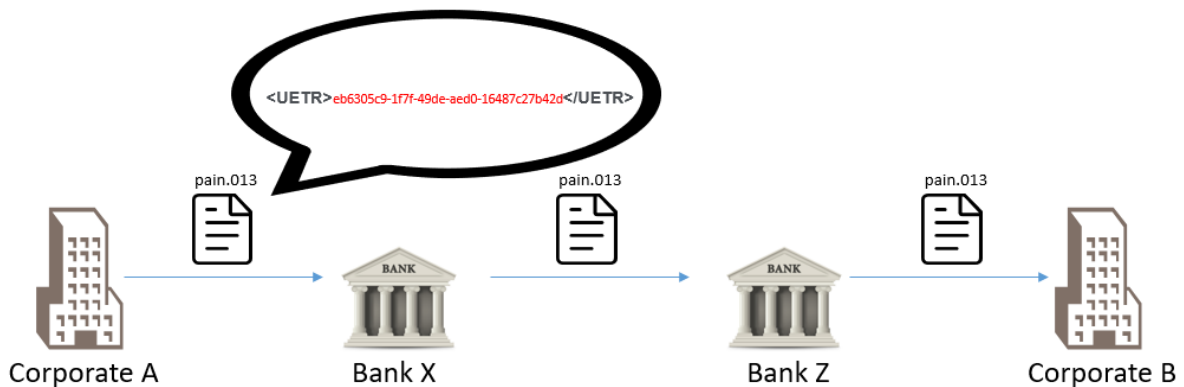 <UETR>eb6305c9-1f7f-49de-aed0-16487c27b42d</UETR>
pain.013 pain.013 pain.013
BANK BANK
Corporate A Bank X Bank Z Corporate B